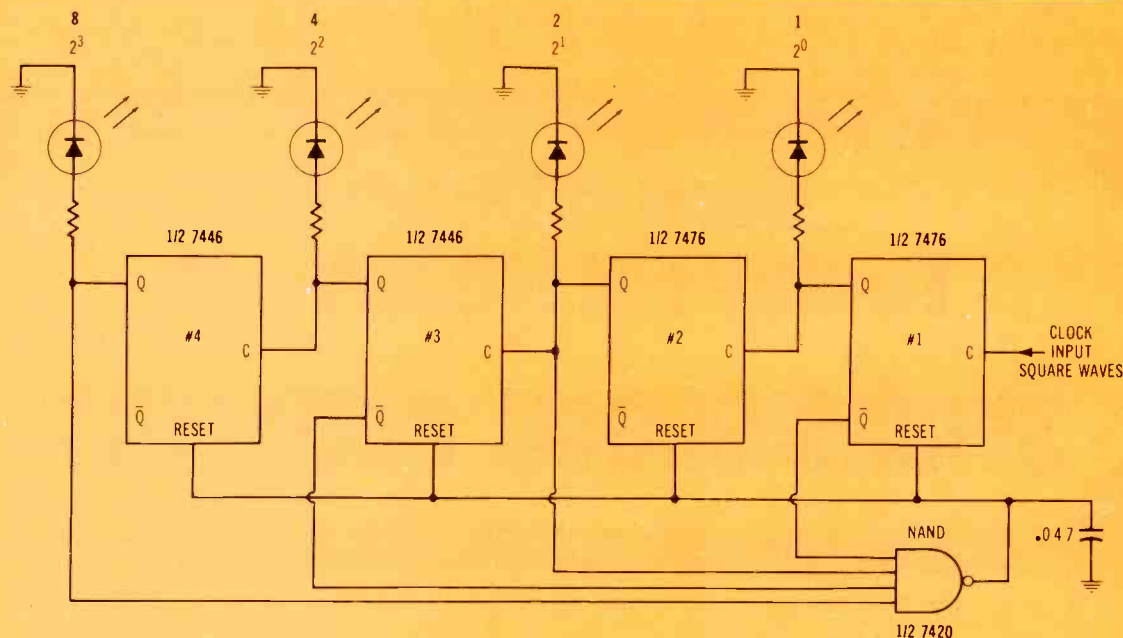 8 4 2 1
2³ 2² 2¹ 2⁰
1/2 7446 1/2 7446 1/2 7476 1/2 7476
Q Q Q Q
#4 #3 #2 #1
C C C C
CLOCK
INPUT
SQUARE WAVES
Q̅ Q̅ Q̅ Q̅
RESET RESET RESET RESET
NAND
.047
1/2 7420